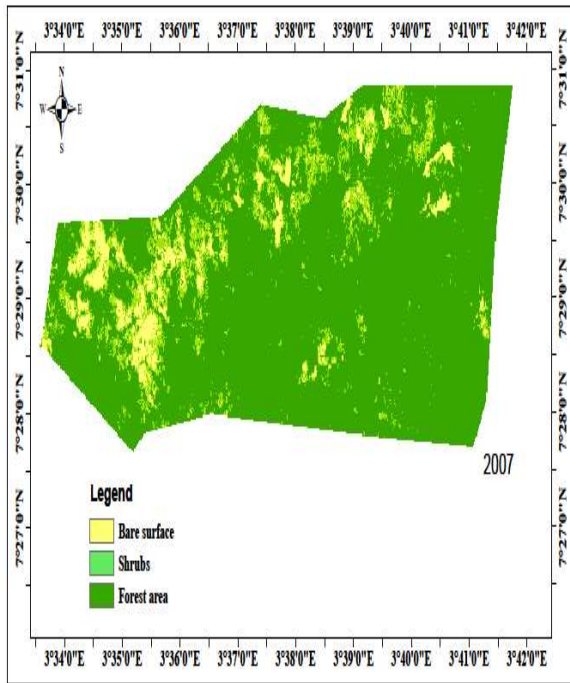 3°34'0"E 3°35'0"E 3°36'0"E 3°37'0"E 3°38'0"E 3°39'0"E 3°40'0"E 3°41'0"E 3°42'0"E
7°31'0"N 7°31'0"N
N
W E
S
7°30'0"N 7°30'0"N
7°29'0"N 7°29'0"N
7°28'0"N 7°28'0"N
2007
Legend
7°27'0"N 7°27'0"N
Bare surface
Shrubs
Forest area
3°34'0"E 3°35'0"E 3°36'0"E 3°37'0"E 3°38'0"E 3°39'0"E 3°40'0"E 3°41'0"E 3°42'0"E